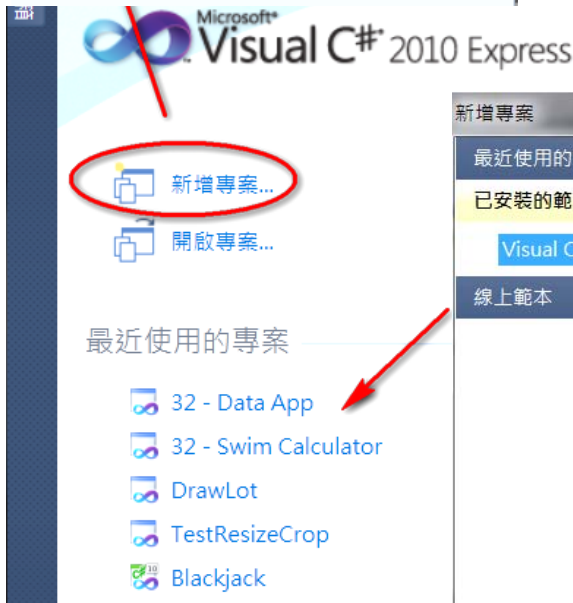 Microsoft®
Visual C# 2010 Express
新增專案...
開啟專案...
最近使用的專案
32 - Data App
32 - Swim Calculator
DrawLot
TestResizeCrop
Blackjack
新增專案
最近使用的
已安裝的範
Visual C
線上範本